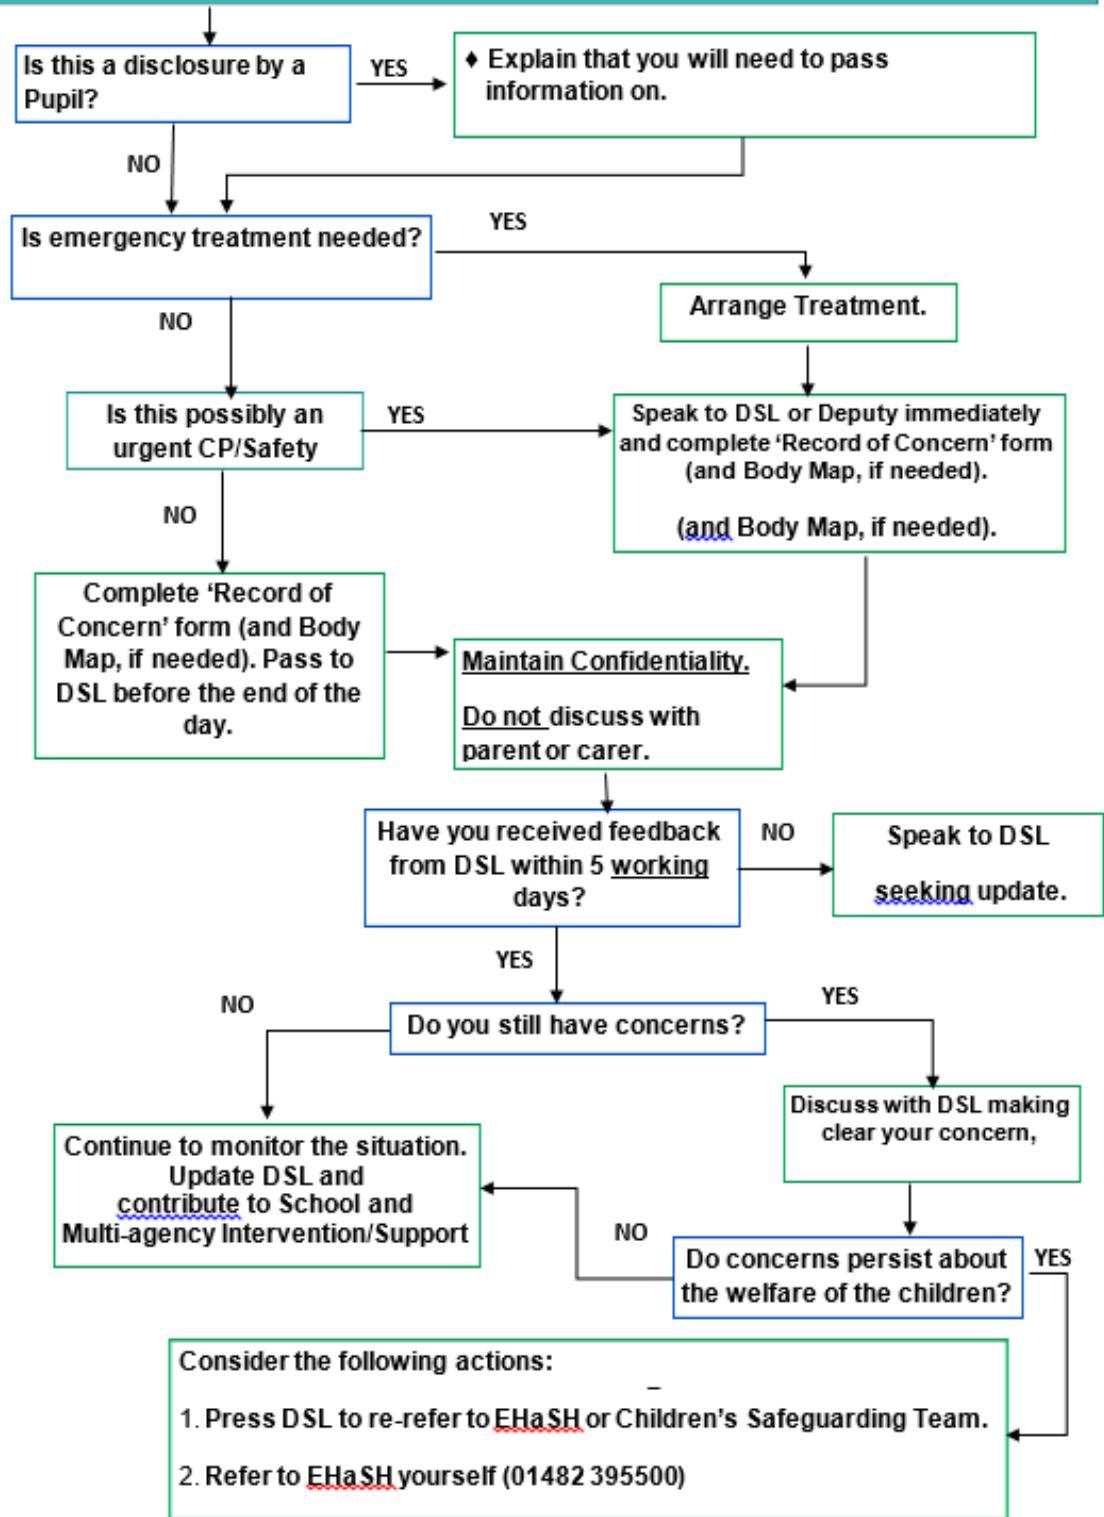 Is this a disclosure by a
Pupil?
YES
♦ Explain that you will need to pass
information on.
NO
Is emergency treatment needed?
YES
Arrange Treatment.
NO
Is this possibly an
urgent CP/Safety
YES
Speak to DSL or Deputy immediately
and complete ‘Record of Concern’ form
(and Body Map, if needed).
(and Body Map, if needed).
NO
Complete ‘Record of
Concern’ form (and Body
Map, if needed). Pass to
DSL before the end of the
day.
Maintain Confidentiality.
Do not discuss with
parent or carer.
Have you received feedback
from DSL within 5 working
days?
NO
Speak to DSL
seeking update.
YES
Do you still have concerns?
NO
YES
Discuss with DSL making
clear your concern,
Continue to monitor the situation.
Update DSL and
contribute to School and
Multi-agency Intervention/Support
NO
Do concerns persist about
the welfare of the children?
YES
Consider the following actions:
1. Press DSL to re-refer to EHaSH or Children’s Safeguarding Team.
2. Refer to EHaSH yourself (01482 395500)